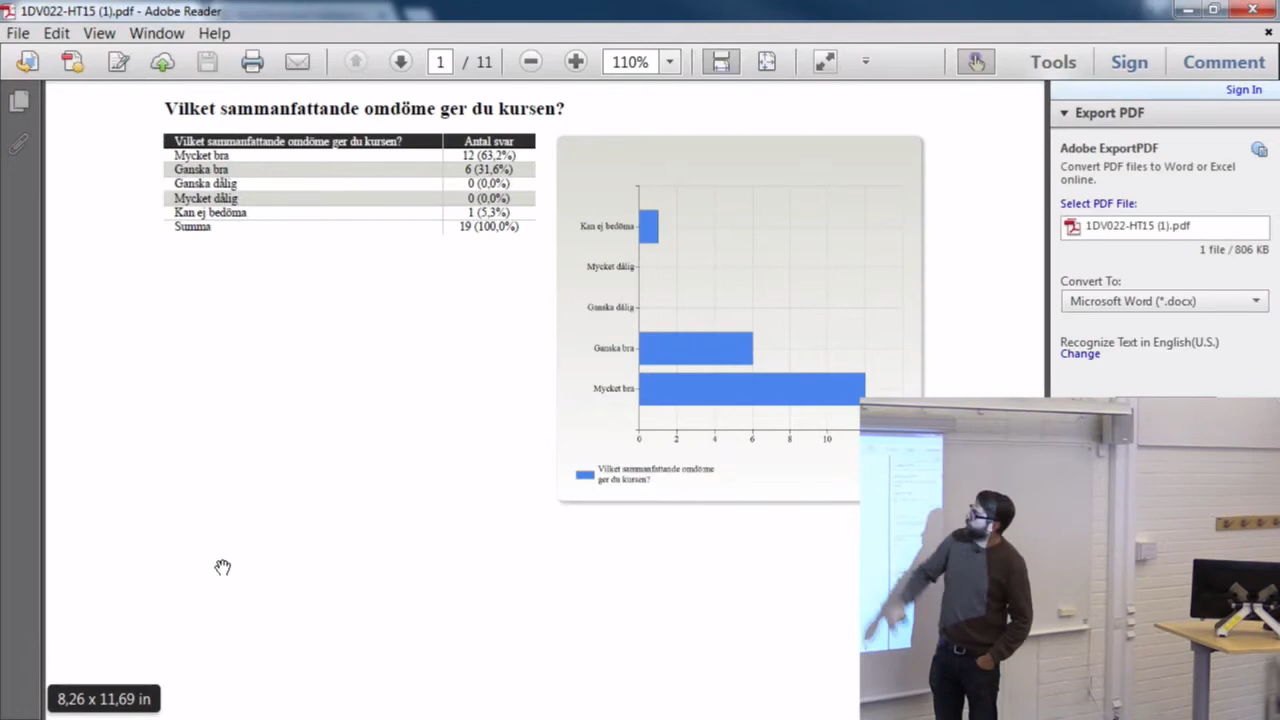 1DV022-HT15 (1).pdf - Adobe Reader
File Edit View Window Help
1 / 11 110% Tools Sign Comment
Sign In
Vilket sammanfattande omdöme ger du kursen?
Vilket sammanfattande omdöme ger du kursen? Antal svar
Mycket bra 12 (63,2%)
Ganska bra 6 (31,6%)
Ganska dålig 0 (0,0%)
Mycket dålig 0 (0,0%)
Kan ej bedöma 1 (5,3%)
Summa 19 (100,0%)
Kan ej bedöma
Mycket dålig
Ganska dålig
Ganska bra
Mycket bra
0 2 4 6 8 10
Vilket sammanfattande omdöme
ger du kursen?
Export PDF
Adobe ExportPDF
Convert PDF files to Word or Excel
online.
Select PDF File:
1DV022-HT15 (1).pdf
1 file / 806 KB
Convert To:
Microsoft Word (*.docx)
Recognize Text in English(U.S.)
Change
8,26 x 11,69 in